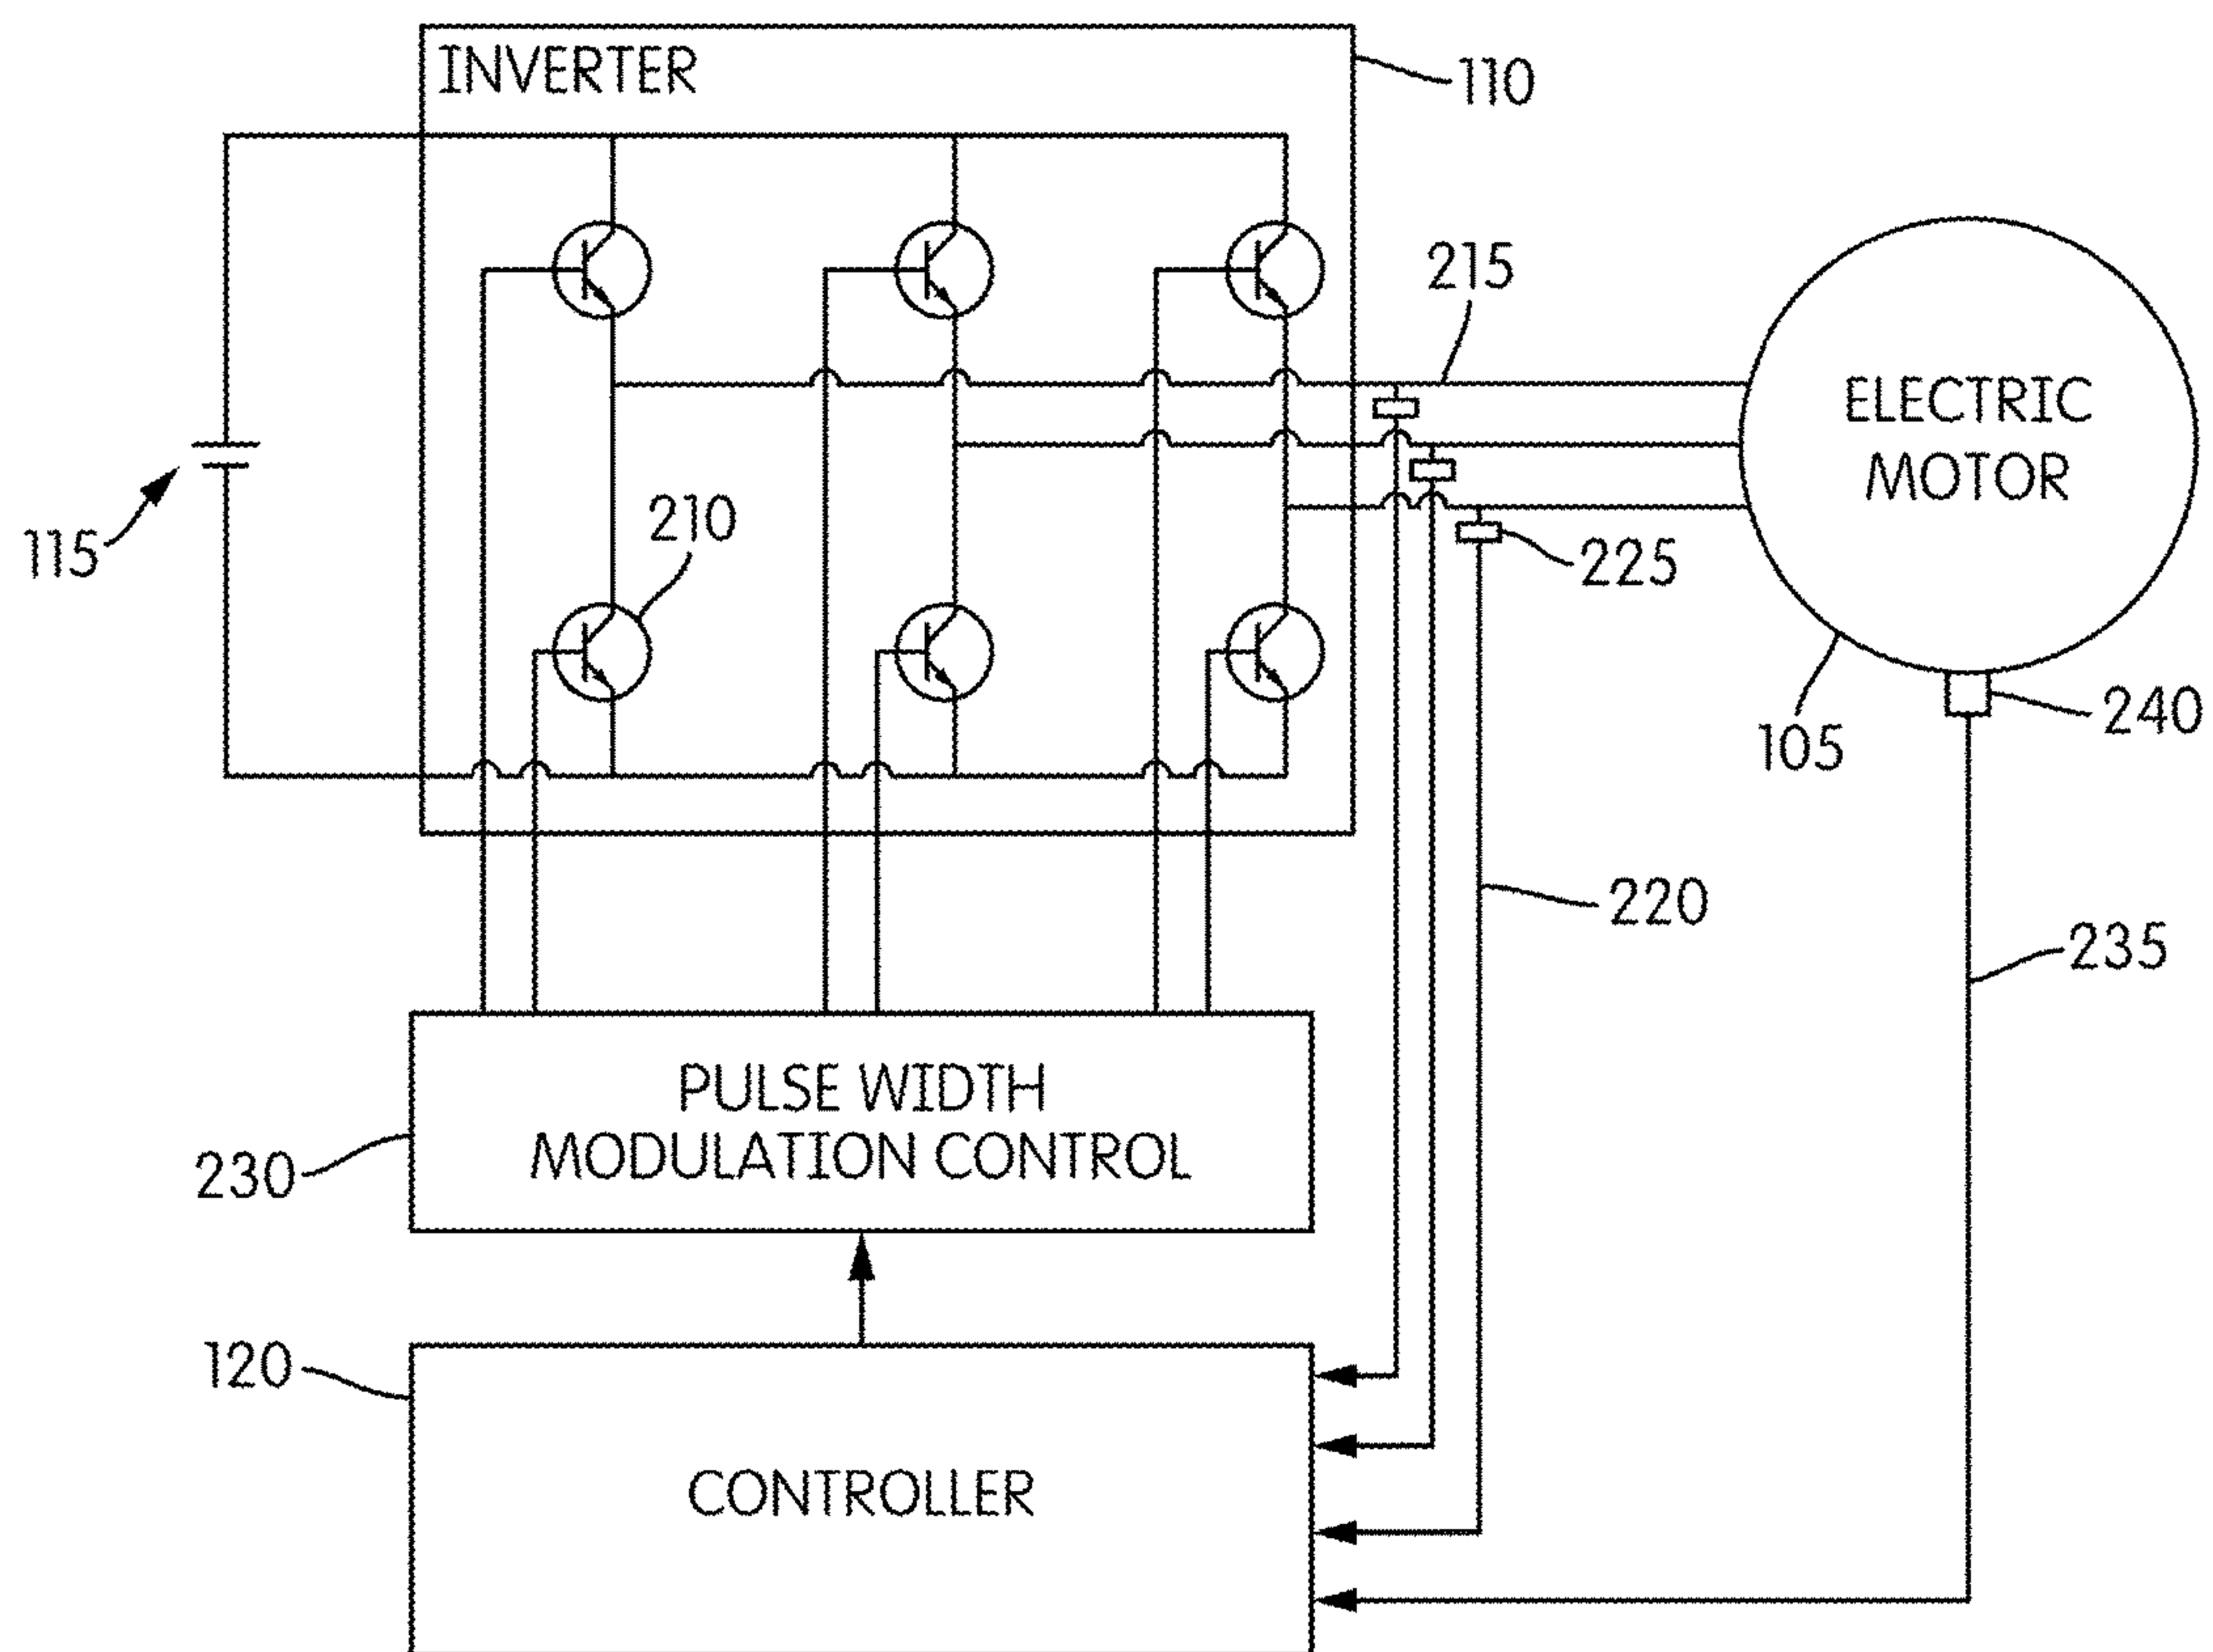 INVERTER
110
215
ELECTRIC
MOTOR
115
210
225
105
240
220
235
PULSE WIDTH
MODULATION CONTROL
230
120
CONTROLLER